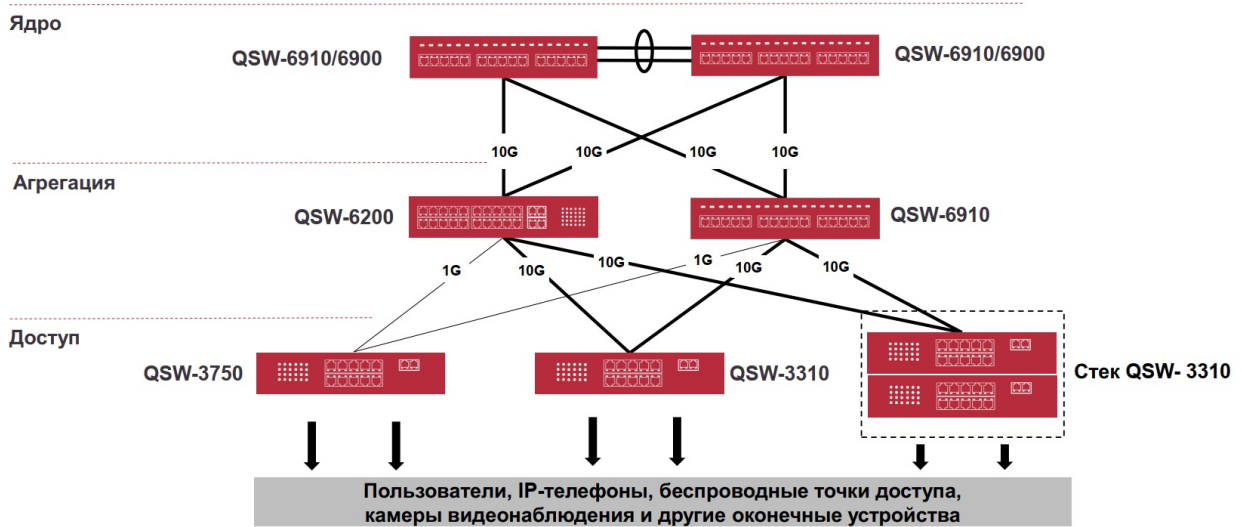 Ядро
QSW-6910/6900
QSW-6910/6900
10G
10G
10G
10G
Агрегация
QSW-6200
QSW-6910
1G
10G
10G
1G
10G
10G
Доступ
QSW-3750
QSW-3310
Стек QSW- 3310
Пользователи, IP-телефоны, беспроводные точки доступа,
камеры видеонаблюдения и другие оконечные устройства